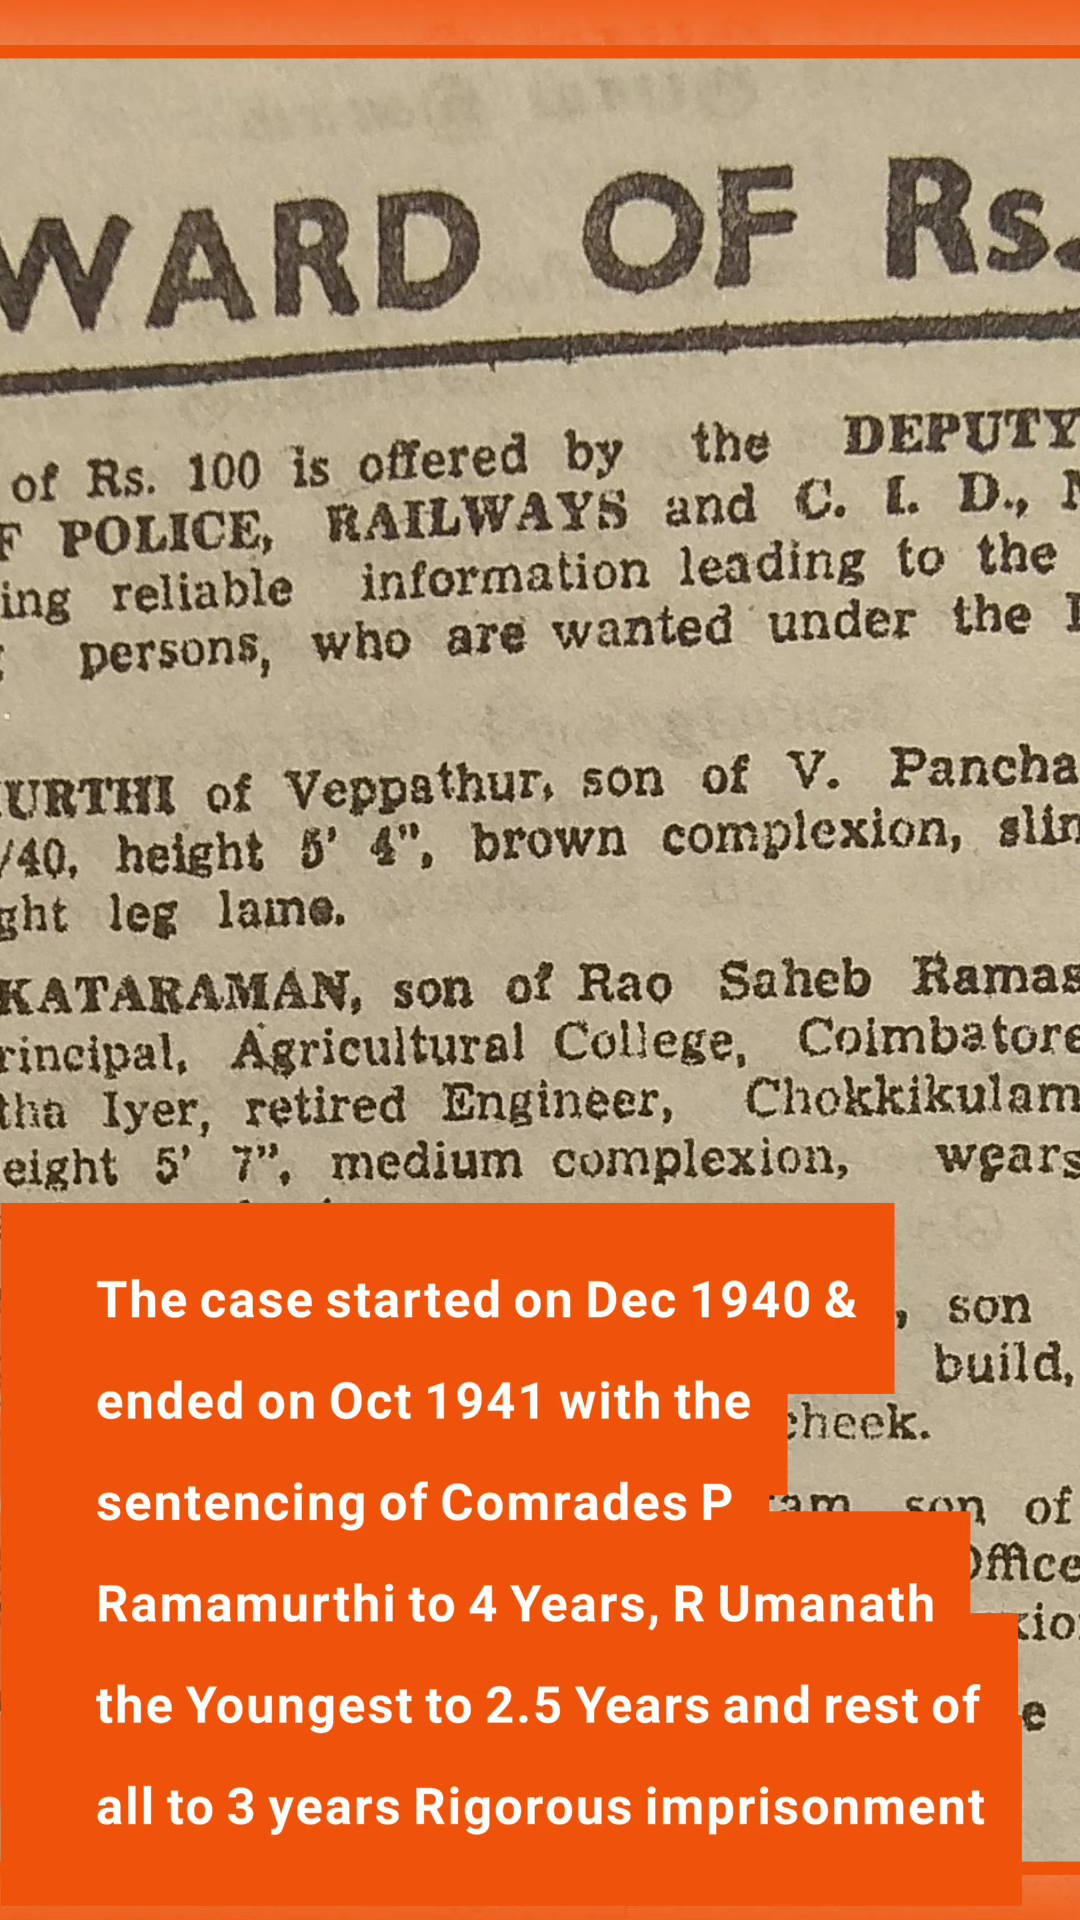 WARD OF Rs.
of Rs. 100 is offered by the DEPUTY
F POLICE, RAILWAYS and C. I. D.,
ing reliable information leading to the
persons, who are wanted under the
URTHI of Veppathur, son of V. Pancha
/40, height 5' 4", brown complexion, slim
ght leg lame.
KATARAMAN, son of Rao Saheb Ramas
rincipal, Agricultural College, Coimbatore
tha Iyer, retired Engineer, Chokkikulam
eight 5' 7", medium complexion, wears
, son
build,
cheek.
am son of
Office
xio
e
The case started on Dec 1940 &
ended on Oct 1941 with the
sentencing of Comrades P
Ramamurthi to 4 Years, R Umanath
the Youngest to 2.5 Years and rest of
all to 3 years Rigorous imprisonment